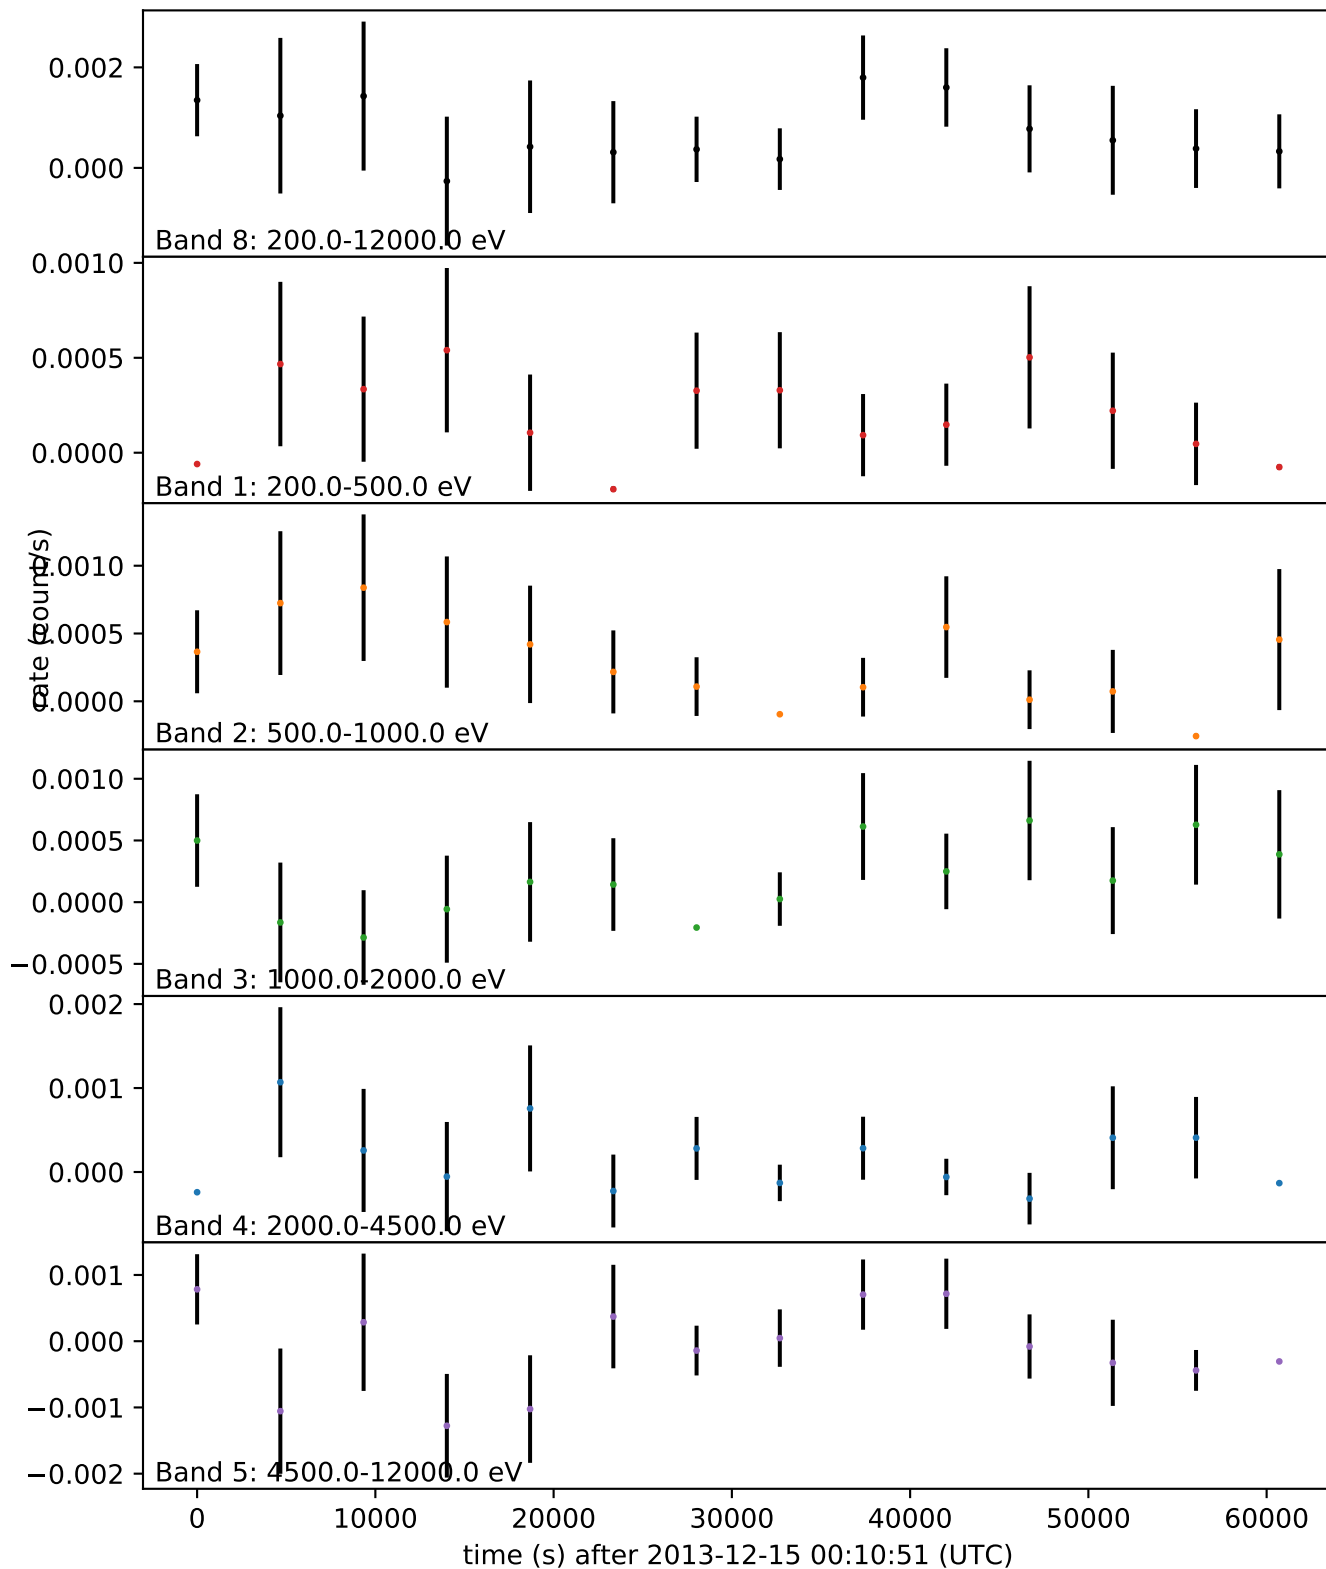 0.002
0.000
Band 8: 200.0-12000.0 eV
0.0010
0.0005
0.0000
Band 1: 200.0-500.0 eV
rate (count/s)
0.0010
0.0005
0.0000
Band 2: 500.0-1000.0 eV
0.0010
0.0005
0.0000
−0.0005
Band 3: 1000.0-2000.0 eV
0.002
0.001
0.000
Band 4: 2000.0-4500.0 eV
0.001
0.000
−0.001
−0.002
Band 5: 4500.0-12000.0 eV
0 10000 20000 30000 40000 50000 60000
time (s) after 2013-12-15 00:10:51 (UTC)